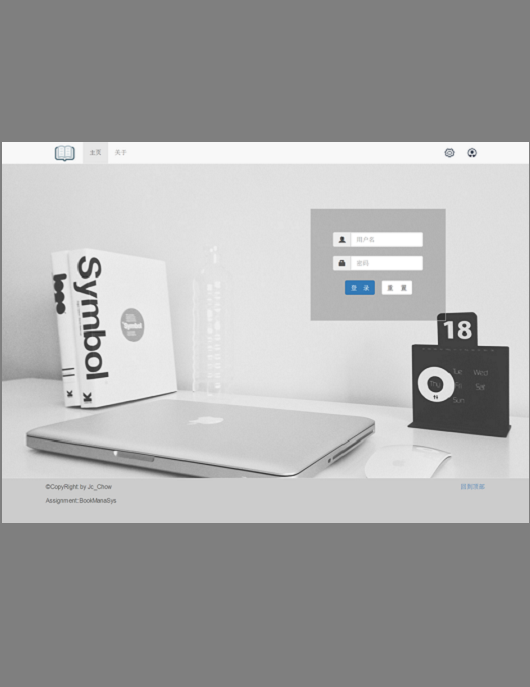 主页 关于
用户名
密码
登 录 重 置
logo
Symbol
Symbol
18
Tue Wed
Thu Fri Sat
Sun
©CopyRight: by Jc_Chow 回到顶部
Assignment: BookManaSys